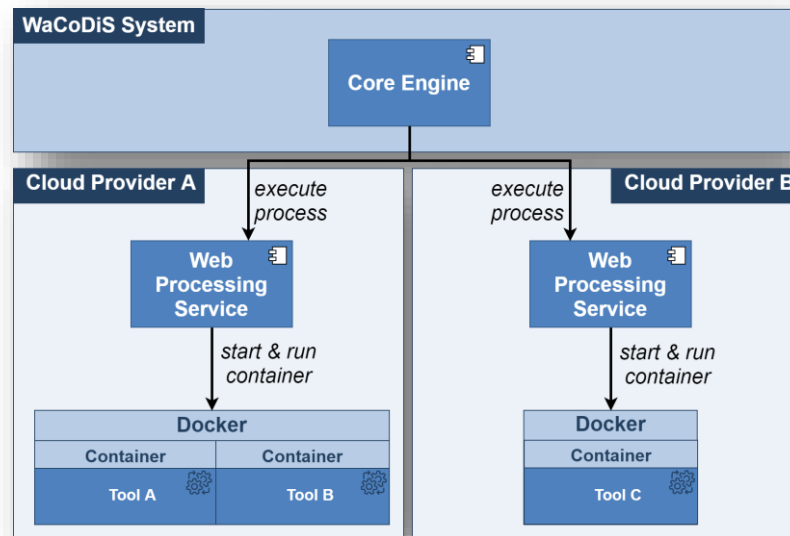 WaCoDiS System
Core Engine
Cloud Provider A
Cloud Provider B
execute
process
execute
process
Web
Processing
Service
Web
Processing
Service
start & run
container
start & run
container
Docker
Docker
Container
Container
Container
Tool A
Tool B
Tool C